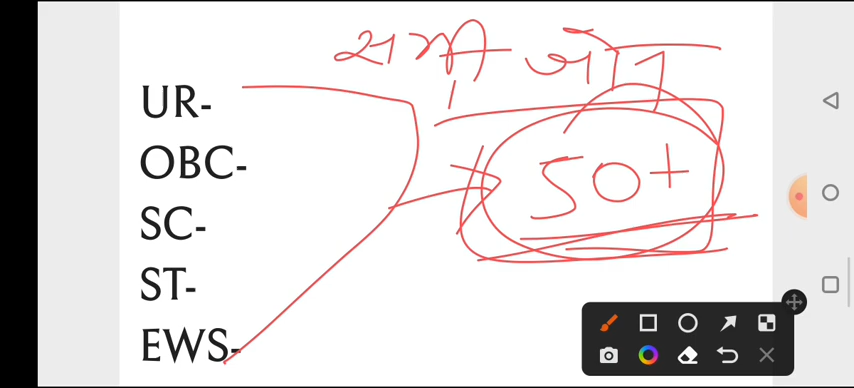 सभी लोग
UR-
OBC-
50+
SC-
ST-
EWS-